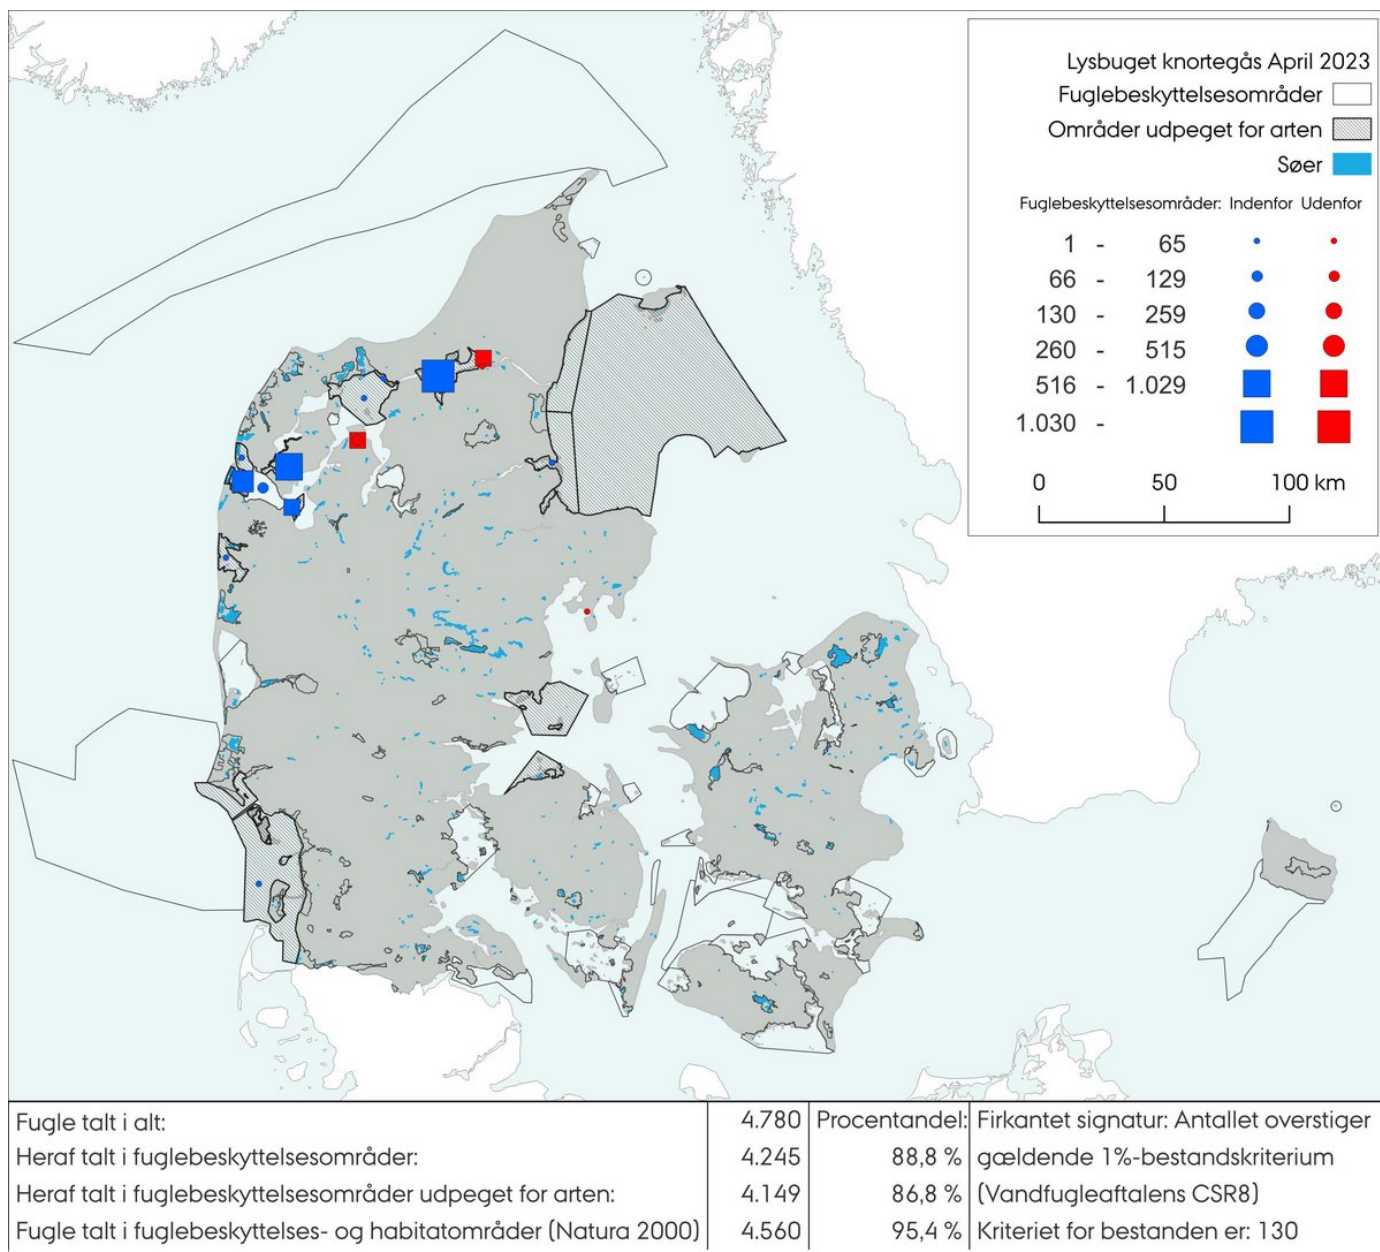 Lysbuget knortegås April 2023
Fuglebeskyttelsesområder
Områder udpeget for arten
Søer
Fuglebeskyttelsesområder: Indenfor Udenfor
1 - 65
66 - 129
130 - 259
260 - 515
516 - 1.029
1.030 -
0 50 100 km
Fugle talt i alt: 4.780 Procentandel: Firkantet signatur: Antallet overstiger
Heraf talt i fuglebeskyttelsesområder: 4.245 88,8 % gældende 1%-bestandskriterium
Heraf talt i fuglebeskyttelsesområder udpeget for arten: 4.149 86,8 % (Vandfugleaftalens CSR8)
Fugle talt i fuglebeskyttelses- og habitatområder (Natura 2000) 4.560 95,4 % Kriteriet for bestanden er: 130